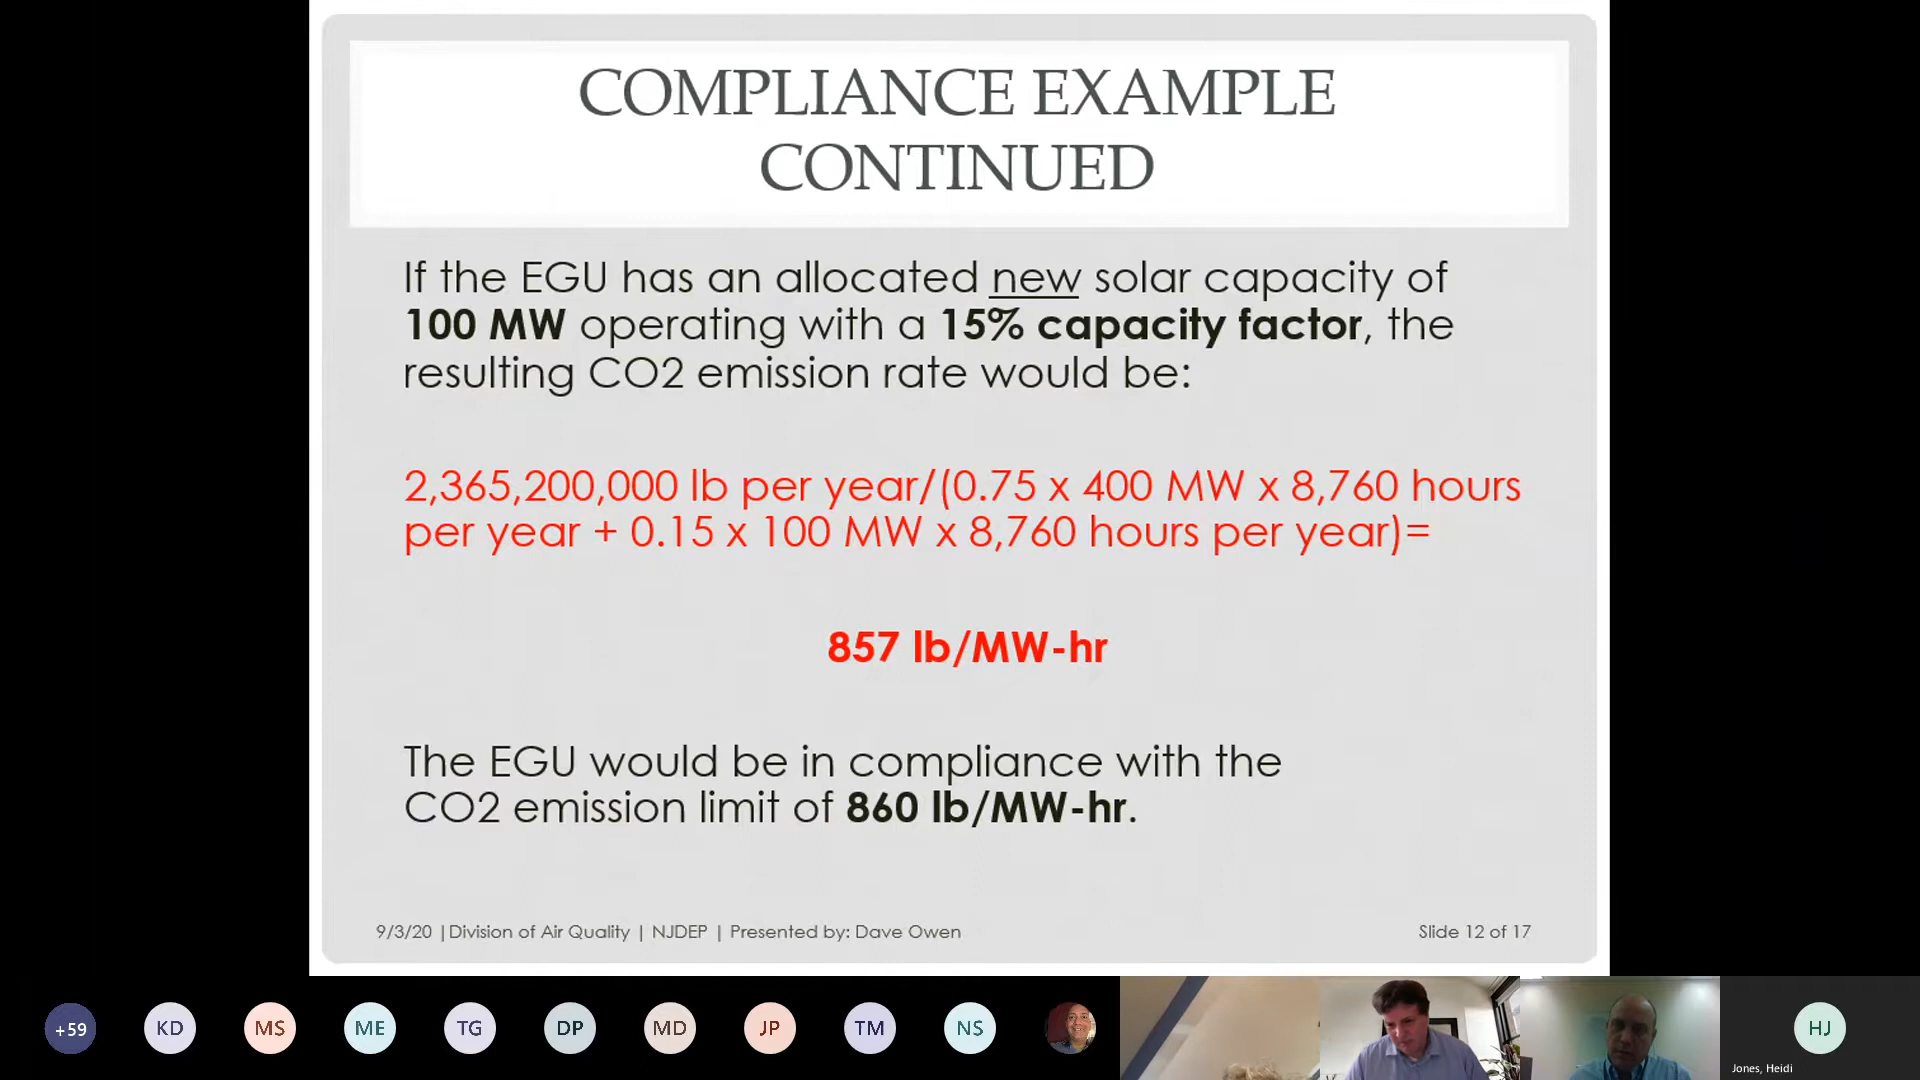 COMPLIANCE EXAMPLE
CONTINUED
If the EGU has an allocated new solar capacity of
100 MW operating with a 15% capacity factor, the
resulting CO2 emission rate would be:
2,365,200,000 lb per year/(0.75 x 400 MW x 8,760 hours
per year + 0.15 x 100 MW x 8,760 hours per year)=
857 lb/MW-hr
The EGU would be in compliance with the
CO2 emission limit of 860 lb/MW-hr.
9/3/20 |Division of Air Quality | NJDEP | Presented by: Dave Owen
Slide 12 of 17
+59
KD
MS
ME
TG
DP
MD
JP
TM
NS
HJ
Jones, Heidi